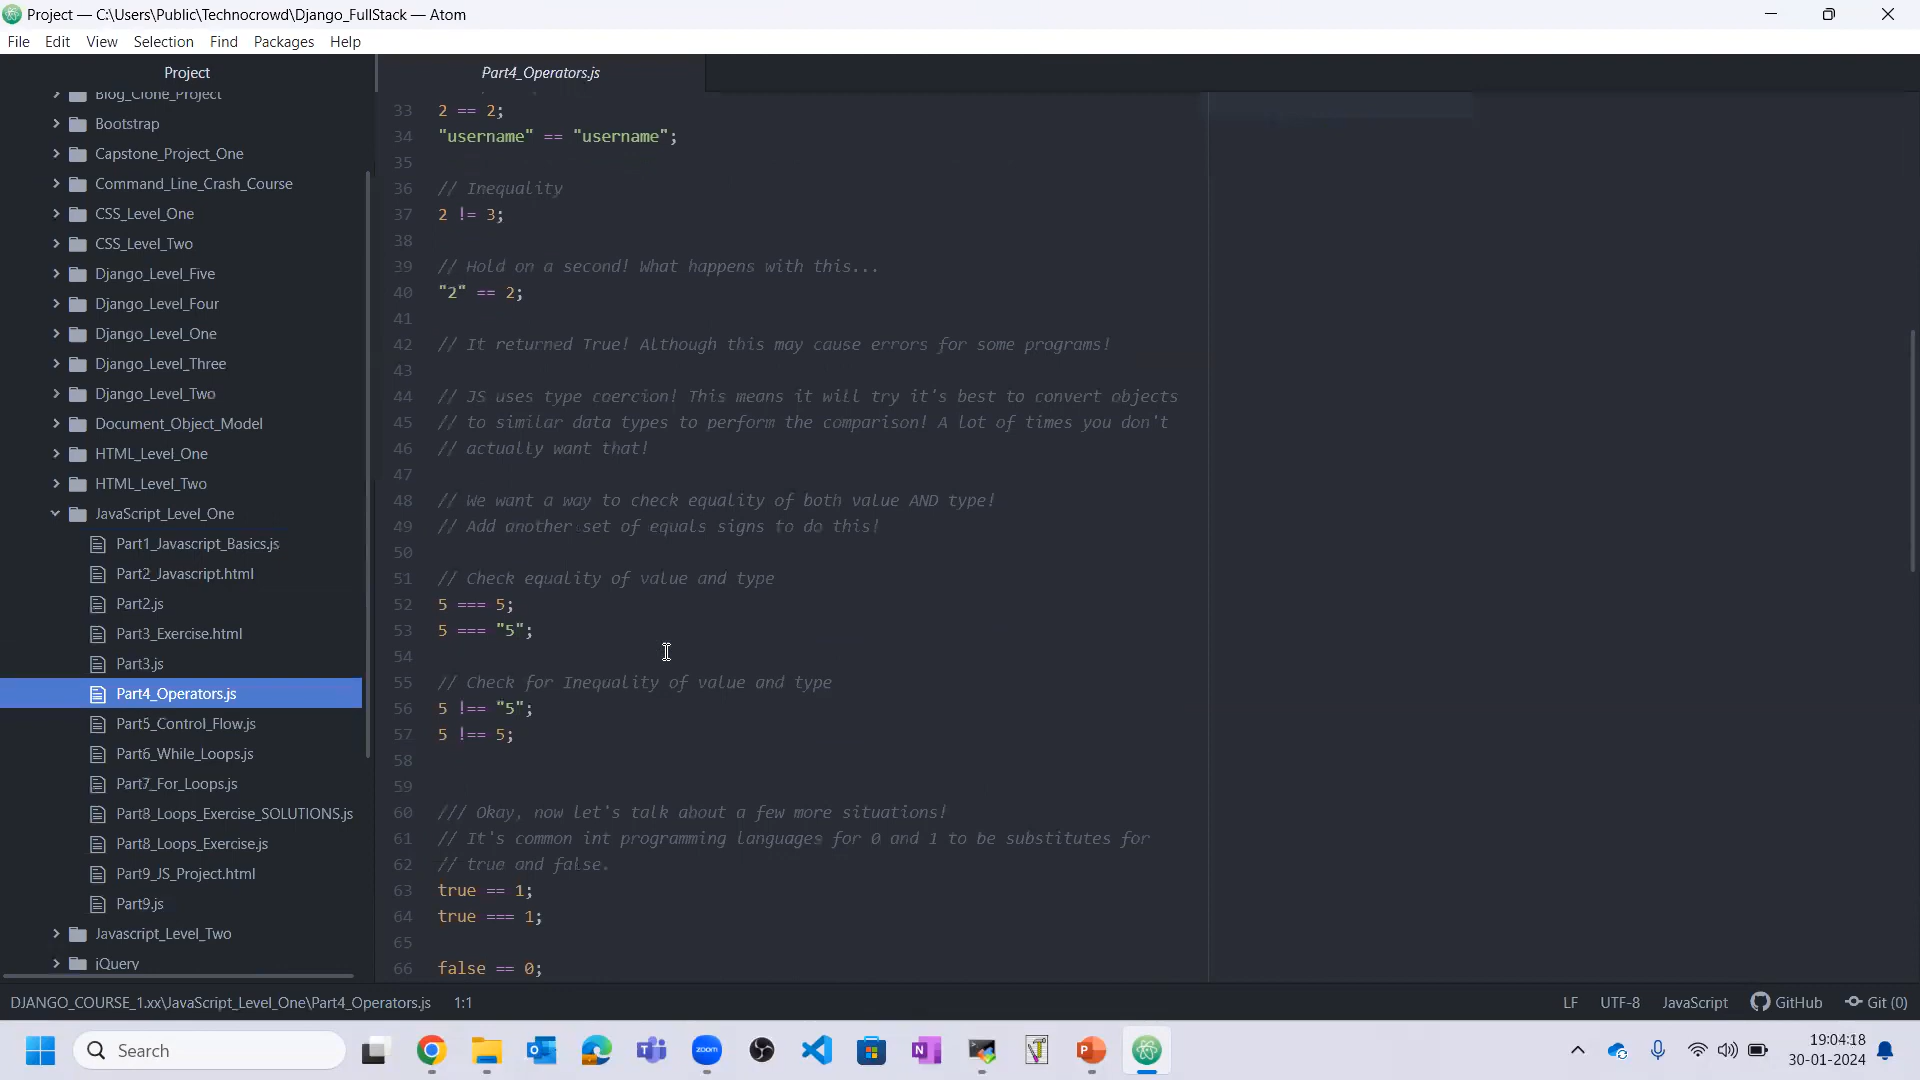 Project — C:\Users\Public\Technocrowd\Django_FullStack — Atom
File Edit View Selection Find Packages Help
Project
Part4_Operators.js
Blog_Clone_Project
Bootstrap
Capstone_Project_One
Command_Line_Crash_Course
CSS_Level_One
CSS_Level_Two
Django_Level_Five
Django_Level_Four
Django_Level_One
Django_Level_Three
Django_Level_Two
Document_Object_Model
HTML_Level_One
HTML_Level_Two
JavaScript_Level_One
Part1_Javascript_Basics.js
Part2_Javascript.html
Part2.js
Part3_Exercise.html
Part3.js
Part4_Operators.js
Part5_Control_Flow.js
Part6_While_Loops.js
Part7_For_Loops.js
Part8_Loops_Exercise_SOLUTIONS.js
Part8_Loops_Exercise.js
Part9_JS_Project.html
Part9.js
Javascript_Level_Two
jQuery
33 2 == 2;
34 "username" == "username";
35
36 // Inequality
37 2 != 3;
38
39 // Hold on a second! What happens with this...
40 "2" == 2;
41
42 // It returned True! Although this may cause errors for some programs!
43
44 // JS uses type coercion! This means it will try it's best to convert objects
45 // to similar data types to perform the comparison! A lot of times you don't
46 // actually want that!
47
48 // We want a way to check equality of both value AND type!
49 // Add another set of equals signs to do this!
50
51 // Check equality of value and type
52 5 === 5;
53 5 === "5";
54
55 // Check for Inequality of value and type
56 5 !== "5";
57 5 !== 5;
58
59
60 /// Okay, now let's talk about a few more situations!
61 // It's common int programming languages for 0 and 1 to be substitutes for
62 // true and false.
63 true == 1;
64 true === 1;
65
66 false == 0;
DJANGO_COURSE_1.xx\JavaScript_Level_One\Part4_Operators.js 1:1
LF UTF-8 JavaScript GitHub Git (0)
Search
zoom
19:04:18
30-01-2024